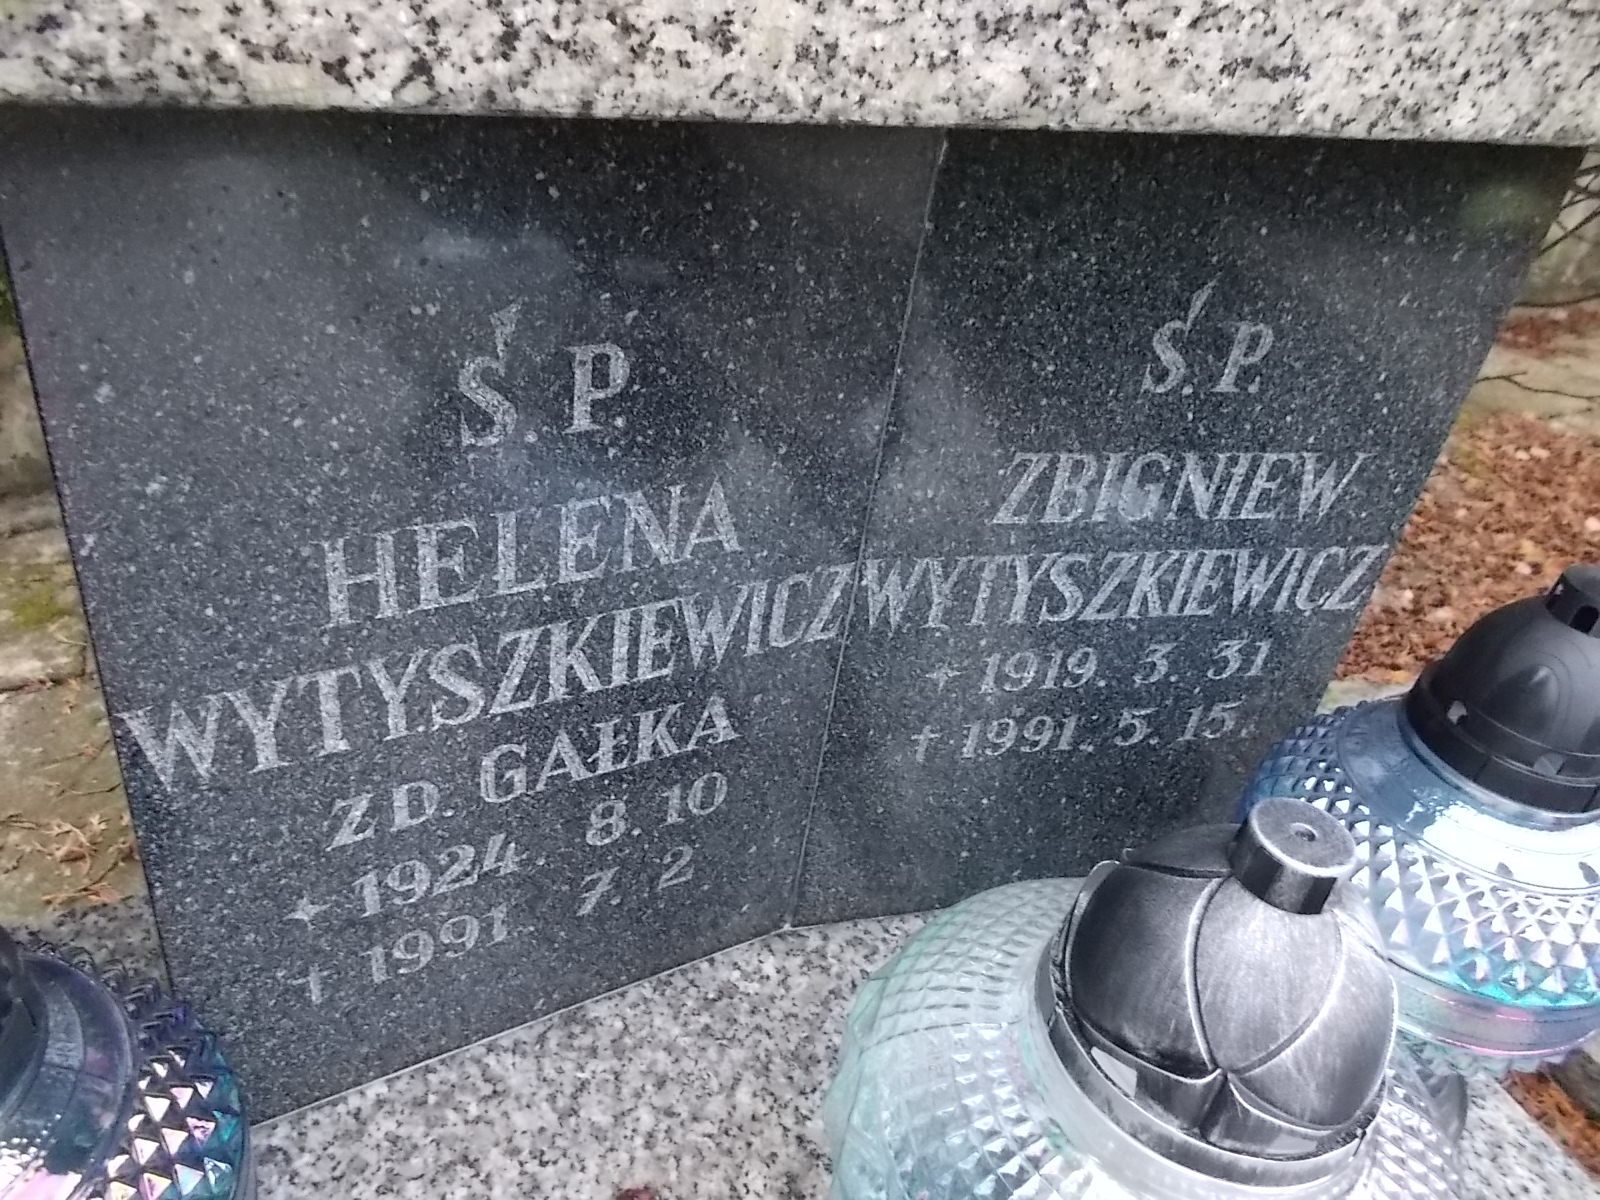 Ś. P.
HELENA
WYTYSZKIEWICZ
ZD. GAŁKA
1924. 8. 10
† 1991. 7. 2
Ś. P.
ZBIGNIEW
WYTYSZKIEWICZ
1919. 3. 31
† 1991. 5. 15.